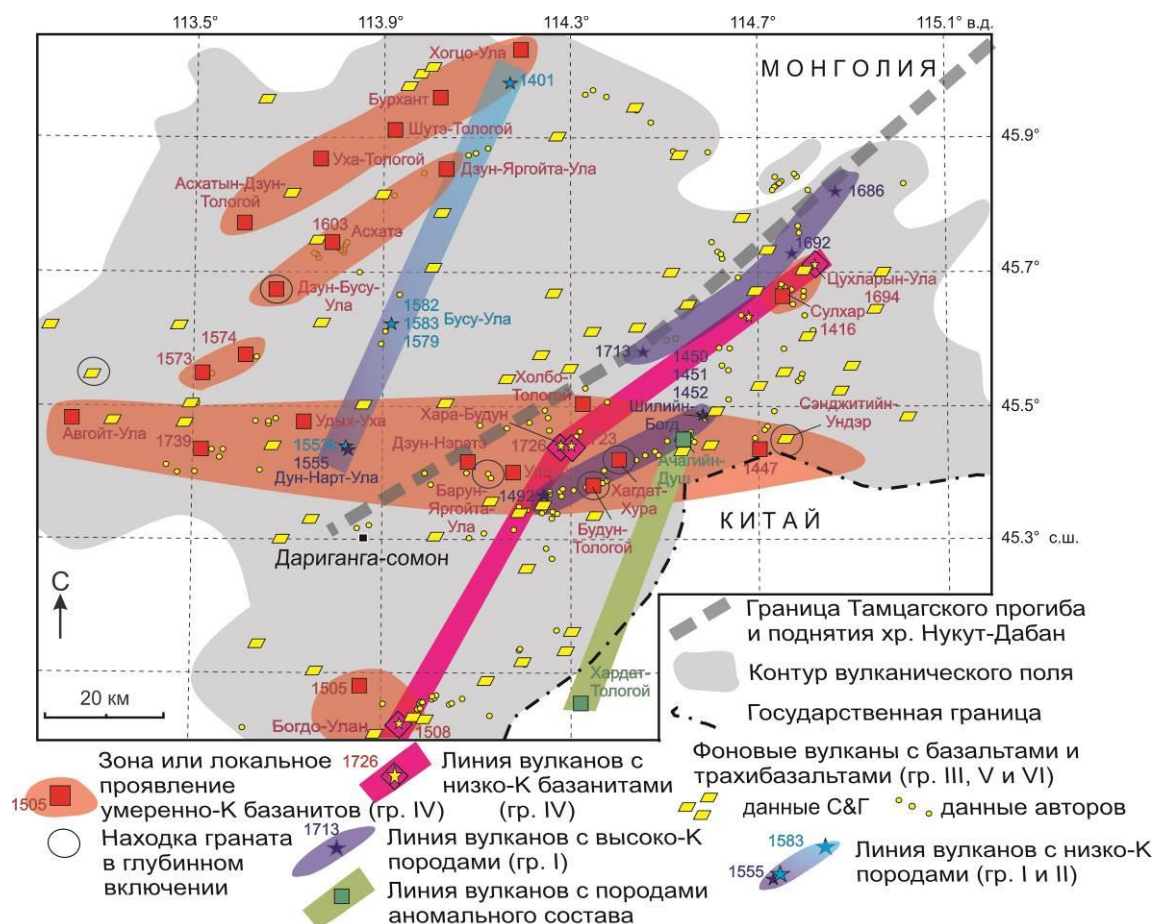 113.5°
113.9°
114.3°
114.7°
115.1° в.д.
Хогцо-Ула
МОНГОЛИЯ
1401
Бурхант
Шутэ-Тологой
45.9°
Уха-Тологой
Дзун-Яргойта-Ула
Асхатын-Дзун-
Тологой
1686
1603
Асхатэ
1692
45.7°
Дзун-Бусу-
Ула
Цухларын-Ула
1694
1582
1583
1579
Бусу-Ула
Сулхар
1416
1574
1573
1713
1450
1451
1452
Холбо-
Тологой
Шилийн-
Богд
Сэнджитийн-
Ундэр
45.5°
Хара-Будун
Авгойт-Ула
Удых-Уха
1739
Дзун-Нэрэтэ
1726
1555
Дун-Нарт-Ула
Ачагийн-
Душ
1447
Барун-
Яргойта-
Ула
1492
Хагдат-
Хура
КИТАЙ
Будун-
Тологой
45.3°
с.ш.
Дариганга-сомон
С
Граница Тамцагского прогиба
и поднятия хр. Нукут-Дабан
Контур вулканического поля
Хардат-
Тологой
1505
20 км
Богдо-Улан
1508
Государственная граница
Зона или локальное
проявление
умеренно-К базанитов (гр. IV)
1505
1726
Линия вулканов с
низко-К базанитами
(гр. IV)
Фоновые вулканы с базальтами и
трахибазальтами (гр. III, V и VI)
данные С&Г
данные авторов
Находка граната
в глубинном
включении
1713
Линия вулканов с высоко-К
породами (гр. I)
1583
1555
Линия вулканов с низко-К
породами (гр. I и II)
Линия вулканов с породами
аномального состава